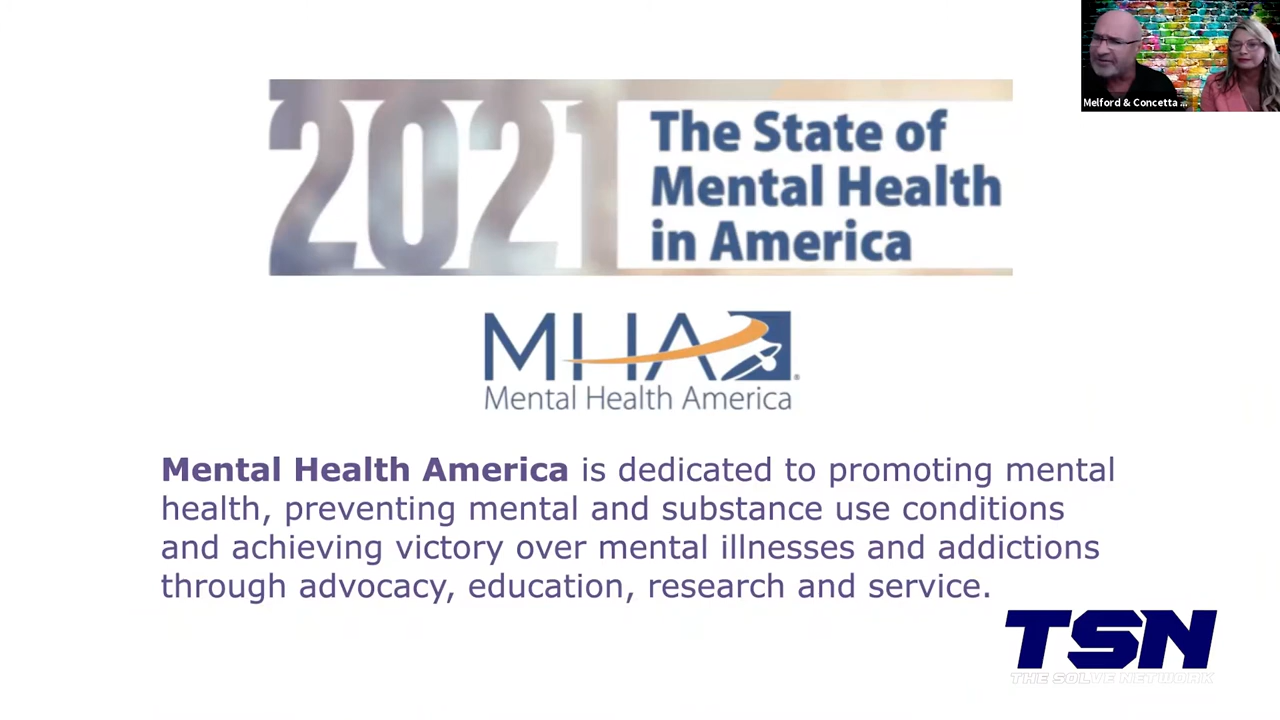 Melford & Concetta ...
2021
The State of
Mental Health
in America
MHA®
Mental Health America
Mental Health America is dedicated to promoting mental
health, preventing mental and substance use conditions
and achieving victory over mental illnesses and addictions
through advocacy, education, research and service.
TSN
THE SOLVE NETWORK